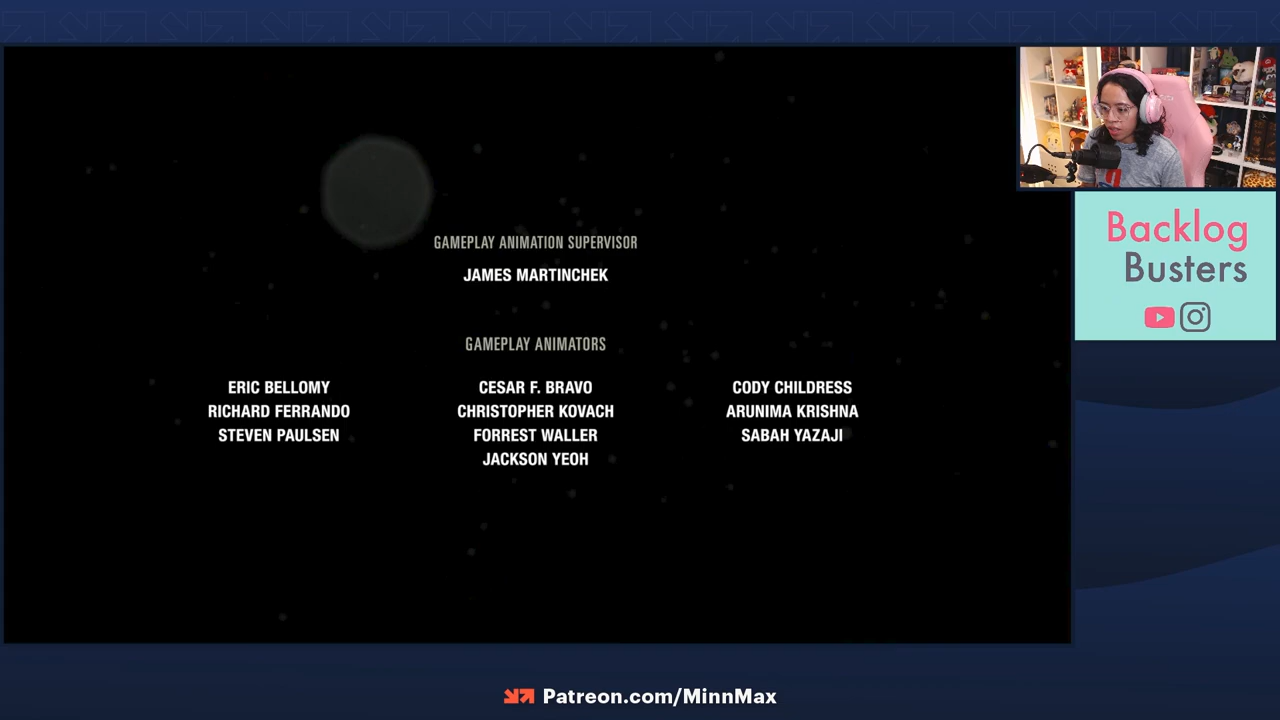 GAMEPLAY ANIMATION SUPERVISOR
JAMES MARTINCHEK
GAMEPLAY ANIMATORS
ERIC BELLOMY
RICHARD FERRANDO
STEVEN PAULSEN
CESAR F. BRAVO
CHRISTOPHER KOVACH
FORREST WALLER
JACKSON YEOH
CODY CHILDRESS
ARUNIMA KRISHNA
SABAH YAZAJI
Backlog
Busters
Patreon.com/MinnMax